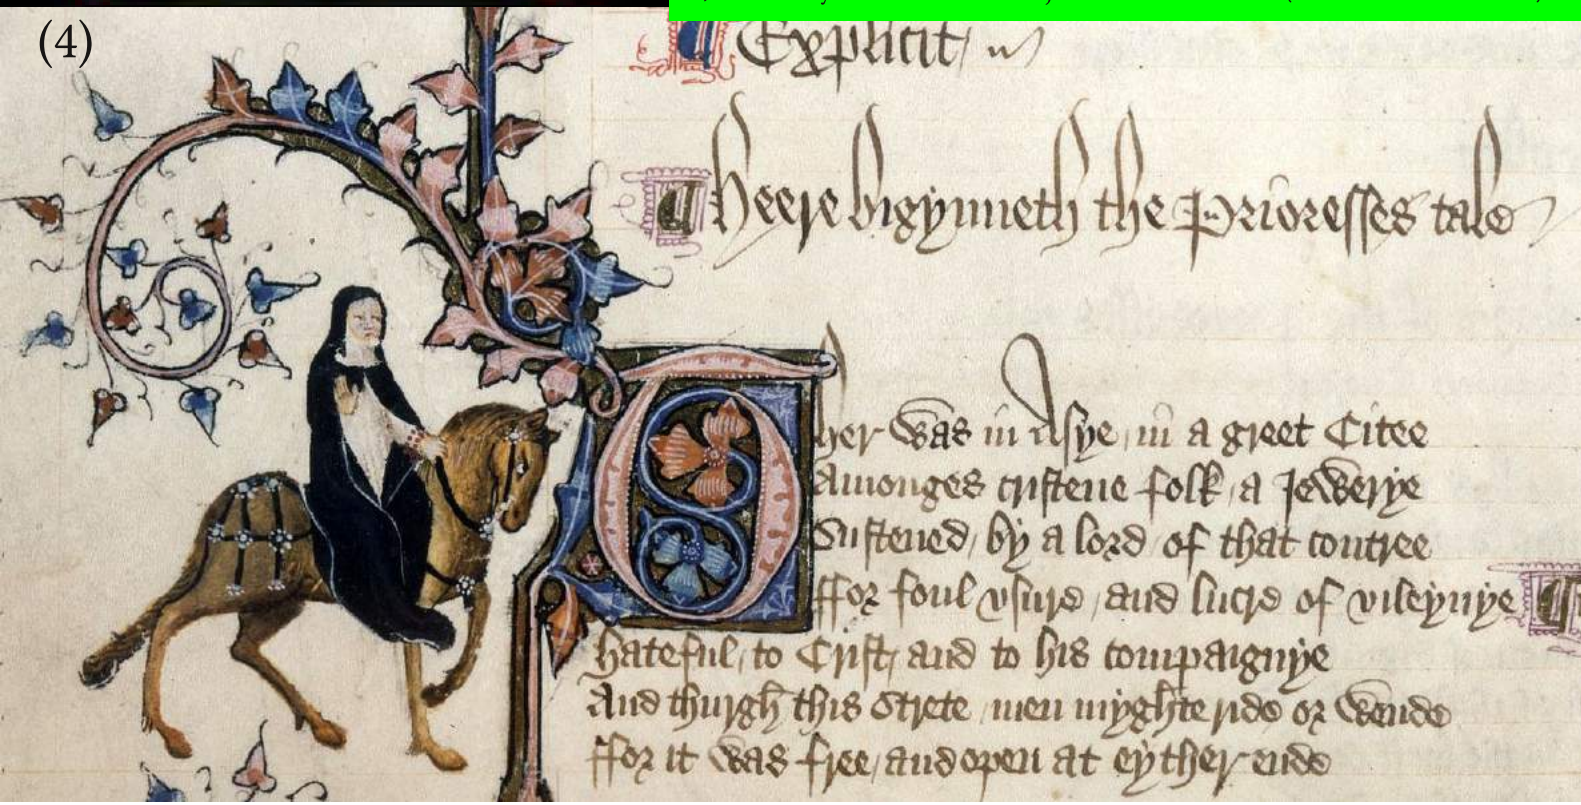 (4)
¶ Explicit
¶ Heere bigynneth the Prioresses tale
Ther was in Asye, in a greet Citee
Amonges cristene folk, a Jewerye
Sustened, by a lord, of that contree
ffor foul vsure, and lucre of vileynye ¶
Hateful, to Crist, and to his compaignye
And thurgh this Strete, men myghte ride or wende
ffor it was free, and open at eyther ende